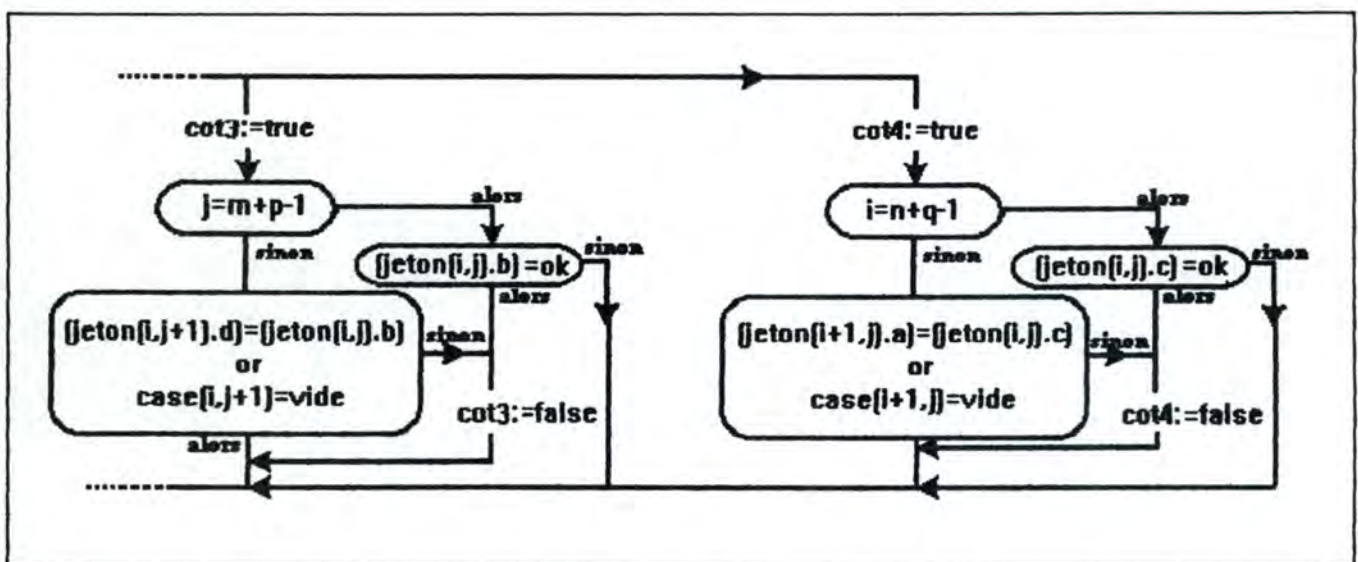 cot3:=true
j=m+p-1
alors
sinon
(jeton(i,j).b)=ok
sinon
alors
(jeton(i,j+1).d)=(jeton(i,j).b)
or
case(i,j+1)=vide
sinon
cot3:=false
alors
cot4:=true
i=n+q-1
alors
sinon
(jeton(i,j).c)=ok
sinon
alors
(jeton(i+1,j).a)=(jeton(i,j).c)
or
case(i+1,j)=vide
sinon
cot4:=false